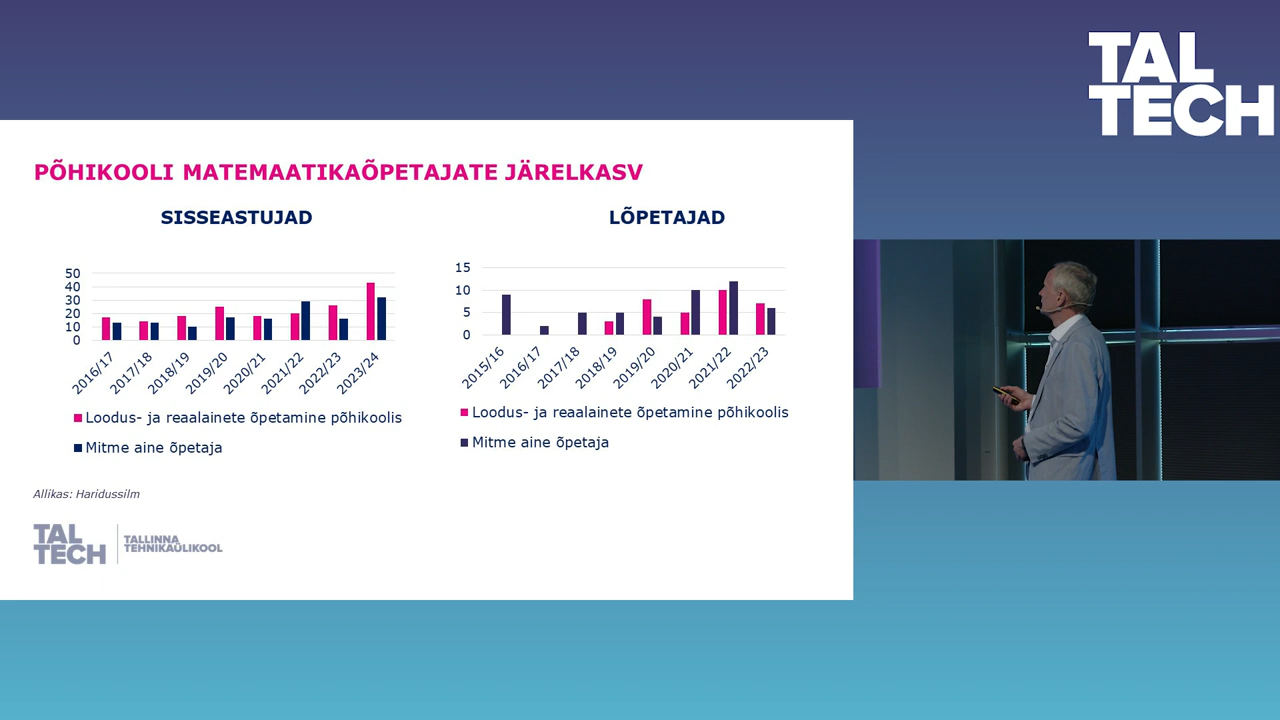 TAL
TECH
PÕHIKOOLI MATEMAATIKAÕPETAJATE JÄRELKASV
SISSEASTUJAD
50
40
30
20
10
0
2016/17
2017/18
2018/19
2019/20
2020/21
2021/22
2022/23
2023/24
Loodus- ja reaalainete õpetamine põhikoolis
Mitme aine õpetaja
LÕPETAJAD
15
10
5
0
2015/16
2016/17
2017/18
2018/19
2019/20
2020/21
2021/22
2022/23
Loodus- ja reaalainete õpetamine põhikoolis
Mitme aine õpetaja
Allikas: Haridussilm
TAL
TECH
TALLINNA
TEHNIKAÜLIKOOL